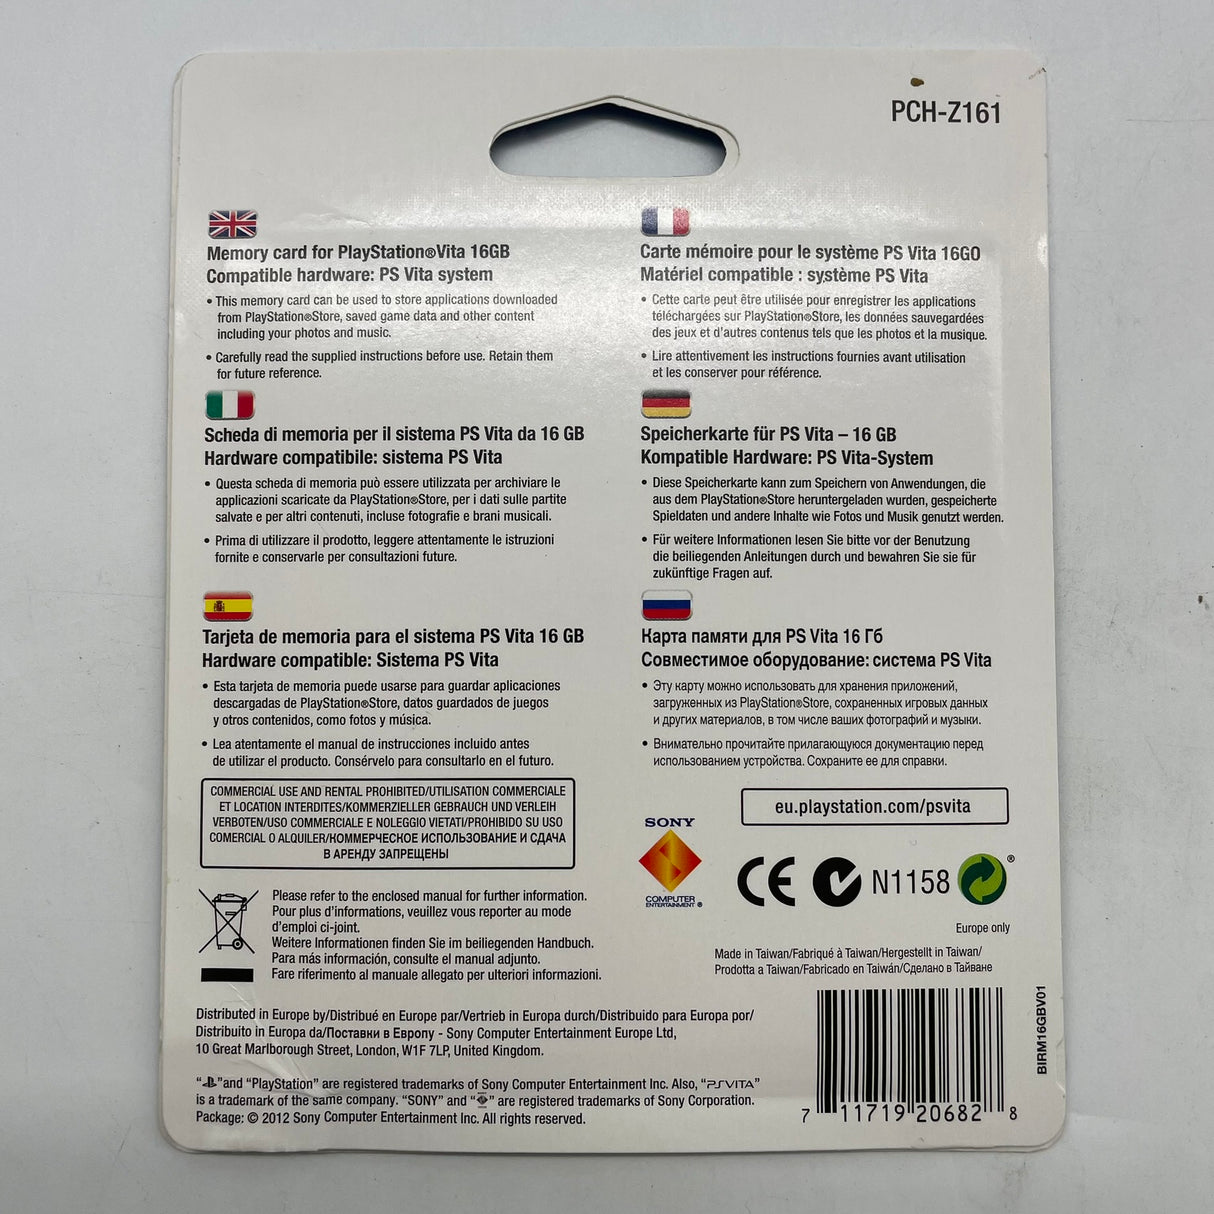 PCH-Z161
Memory card for PlayStation®Vita 16GB
Compatible hardware: PS Vita system
• This memory card can be used to store applications downloaded
from PlayStation®Store, saved game data and other content
including your photos and music.
• Carefully read the supplied instructions before use. Retain them
for future reference.
Carte mémoire pour le système PS Vita 16GO
Matériel compatible : système PS Vita
• Cette carte peut être utilisée pour enregistrer les applications
téléchargées sur PlayStation®Store, les données sauvegardées
des jeux et d'autres contenus tels que les photos et la musique.
• Lire attentivement les instructions fournies avant utilisation
et les conserver pour référence.
Scheda di memoria per il sistema PS Vita da 16 GB
Hardware compatibile: sistema PS Vita
• Questa scheda di memoria può essere utilizzata per archiviare le
applicazioni scaricate da PlayStation®Store, per i dati sulle partite
salvate e per altri contenuti, incluse fotografie e brani musicali.
• Prima di utilizzare il prodotto, leggere attentamente le istruzioni
fornite e conservarle per consultazioni future.
Speicherkarte für PS Vita – 16 GB
Kompatible Hardware: PS Vita-System
• Diese Speicherkarte kann zum Speichern von Anwendungen, die
aus dem PlayStation®Store heruntergeladen wurden, gespeicherte
Spieldaten und andere Inhalte wie Fotos und Musik genutzt werden.
• Für weitere Informationen lesen Sie bitte vor der Benutzung
die beiliegenden Anleitungen durch und bewahren Sie sie für
zukünftige Fragen auf.
Tarjeta de memoria para el sistema PS Vita 16 GB
Hardware compatible: Sistema PS Vita
• Esta tarjeta de memoria puede usarse para guardar aplicaciones
descargadas de PlayStation®Store, datos guardados de juegos
y otros contenidos, como fotos y música.
• Lea atentamente el manual de instrucciones incluido antes
de utilizar el producto. Consérvelo para consultarlo en el futuro.
Карта памяти для PS Vita 16 Гб
Совместимое оборудование: система PS Vita
• Эту карту можно использовать для хранения приложений,
загруженных из PlayStation®Store, сохраненных игровых данных
и других материалов, в том числе ваших фотографий и музыки.
• Внимательно прочитайте прилагающуюся документацию перед
использованием устройства. Сохраните ее для справки.
COMMERCIAL USE AND RENTAL PROHIBITED/UTILISATION COMMERCIALE
ET LOCATION INTERDITES/KOMMERZIELLER GEBRAUCH UND VERLEIH
VERBOTEN/USO COMMERCIALE E NOLEGGIO VIETATI/PROHIBIDO SU USO
COMERCIAL O ALQUILER/КОММЕРЧЕСКОЕ ИСПОЛЬЗОВАНИЕ И СДАЧА
В АРЕНДУ ЗАПРЕЩЕНЫ
eu.playstation.com/psvita
SONY
COMPUTER
ENTERTAINMENT ®
CE N1158 ®
Europe only
Please refer to the enclosed manual for further information.
Pour plus d'informations, veuillez vous reporter au mode
d'emploi ci-joint.
Weitere Informationen finden Sie im beiliegenden Handbuch.
Para más información, consulte el manual adjunto.
Fare riferimento al manuale allegato per ulteriori informazioni.
Made in Taiwan/Fabriqué à Taiwan/Hergestellt in Taiwan/
Prodotta a Taiwan/Fabricado en Taiwán/Сделано в Тайване
Distributed in Europe by/Distribué en Europe par/Vertrieb in Europa durch/Distribuido para Europa por/
Distribuito in Europa da/Поставки в Европу - Sony Computer Entertainment Europe Ltd,
10 Great Marlborough Street, London, W1F 7LP, United Kingdom.
“ ”and “PlayStation” are registered trademarks of Sony Computer Entertainment Inc. Also, “PSVITA”
is a trademark of the same company. “SONY” and “ ” are registered trademarks of Sony Corporation.
Package: © 2012 Sony Computer Entertainment Inc. All rights reserved.
7 11719 20682 8
BIRM16GBV01